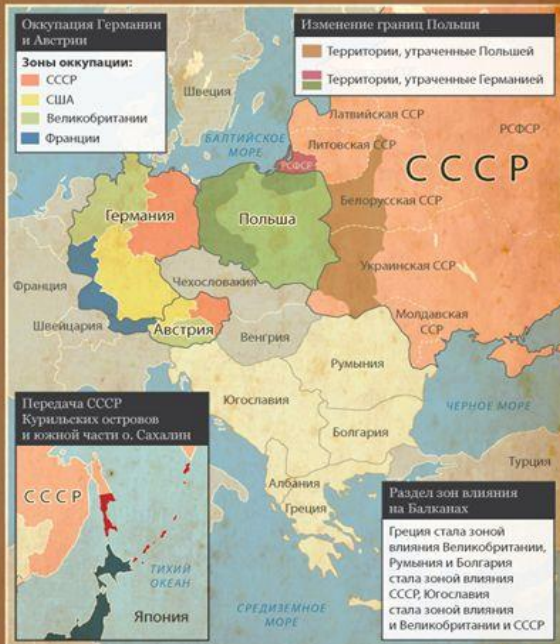 Оккупация Германии
и Австрии
Зоны оккупации:
СССР
США
Великобритании
Франции
Изменение границ Польши
Территории, утраченные Польшей
Территории, утраченные Германией
Швеция
БАЛТИЙСКОЕ
МОРЕ
Латвийская ССР
РСФСР
Литовская ССР
СССР
РСФСР
Белорусская ССР
Германия
Польша
Украинская ССР
Франция
Чехословакия
Швейцария
Австрия
Венгрия
Молдавская
ССР
Румыния
Югославия
ЧЕРНОЕ МОРЕ
Болгария
Турция
Албания
Греция
СРЕДИЗЕМНОЕ МОРЕ
Передача СССР
Курильских островов
и южной части о. Сахалин
СССР
ТИХИЙ
ОКЕАН
Япония
Раздел зон влияния
на Балканах
Греция стала зоной
влияния Великобритании,
Румыния и Болгария
стала зоной влияния
СССР, Югославия
стала зоной влияния
и Великобритании и СССР